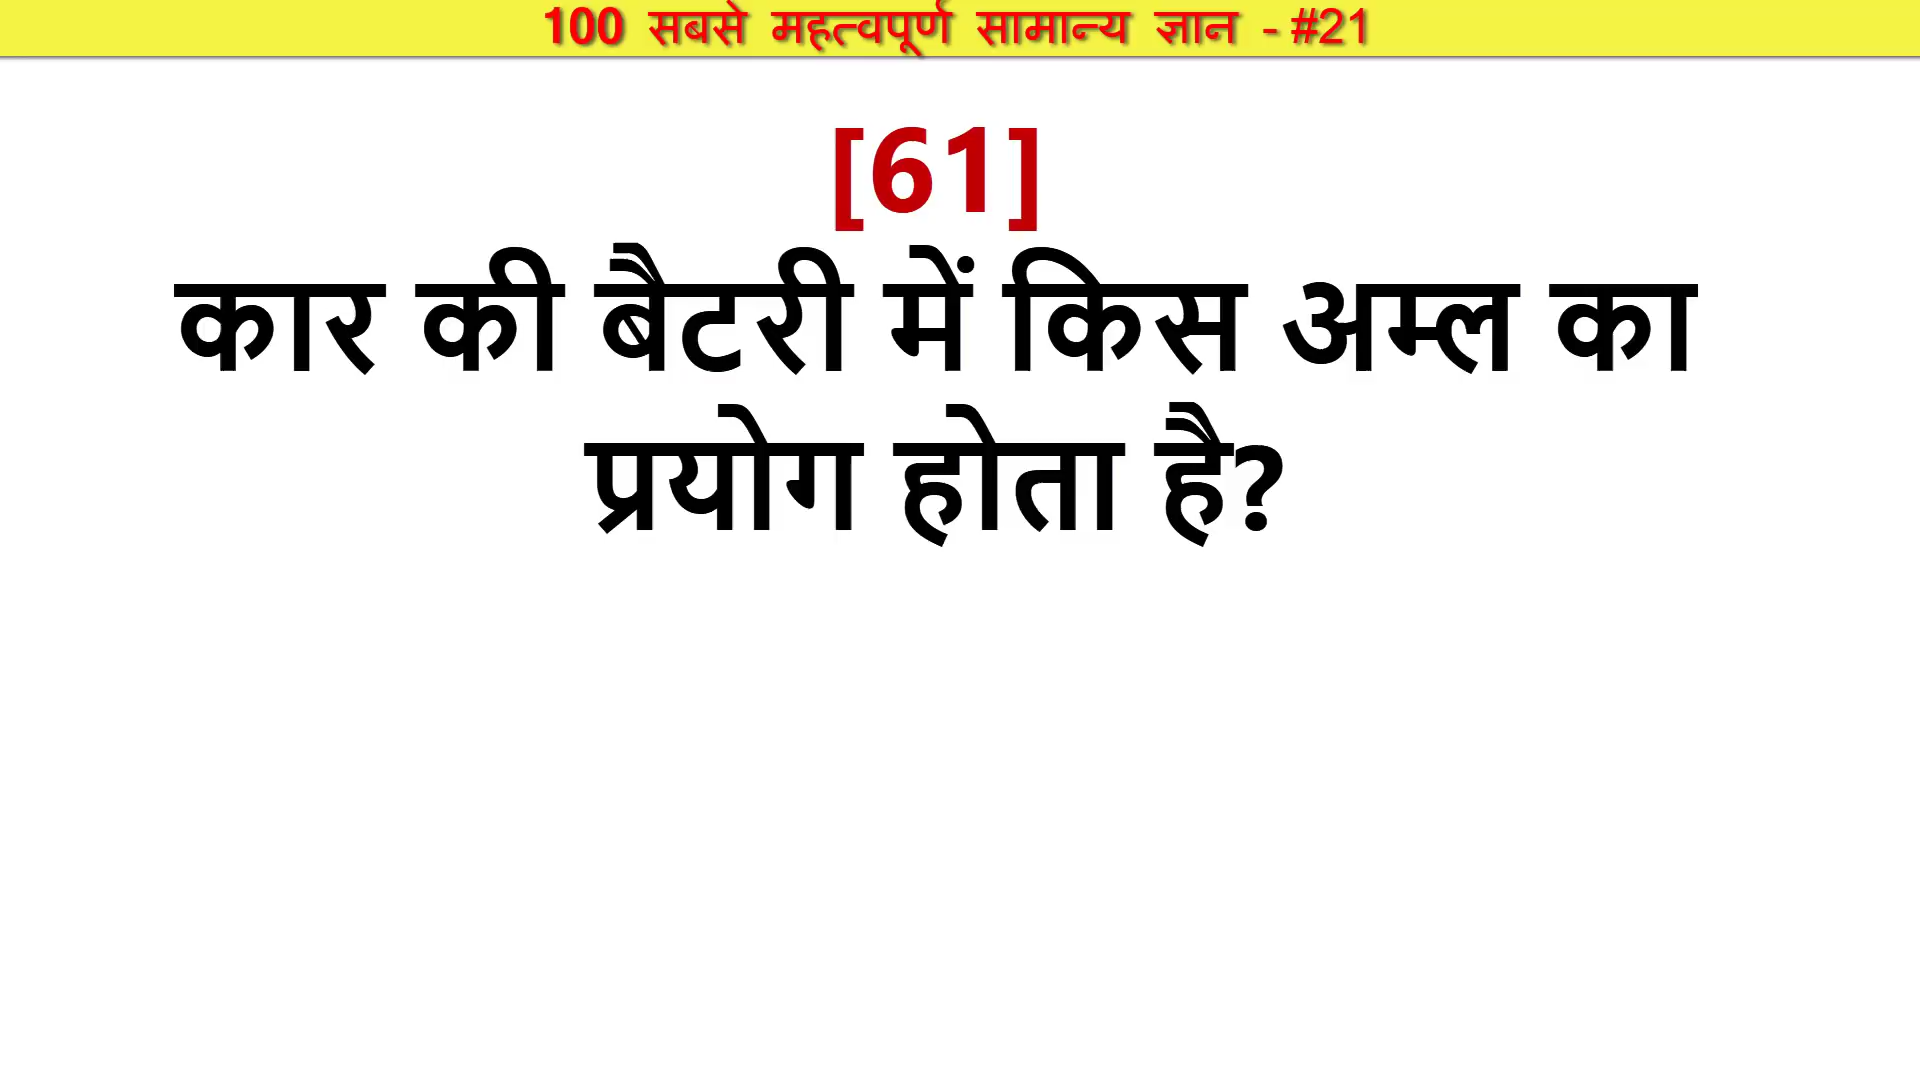 100 सबसे महत्वपूर्ण सामान्य ज्ञान - #21
[61]
कार की बैटरी में किस अम्ल का
प्रयोग होता है?